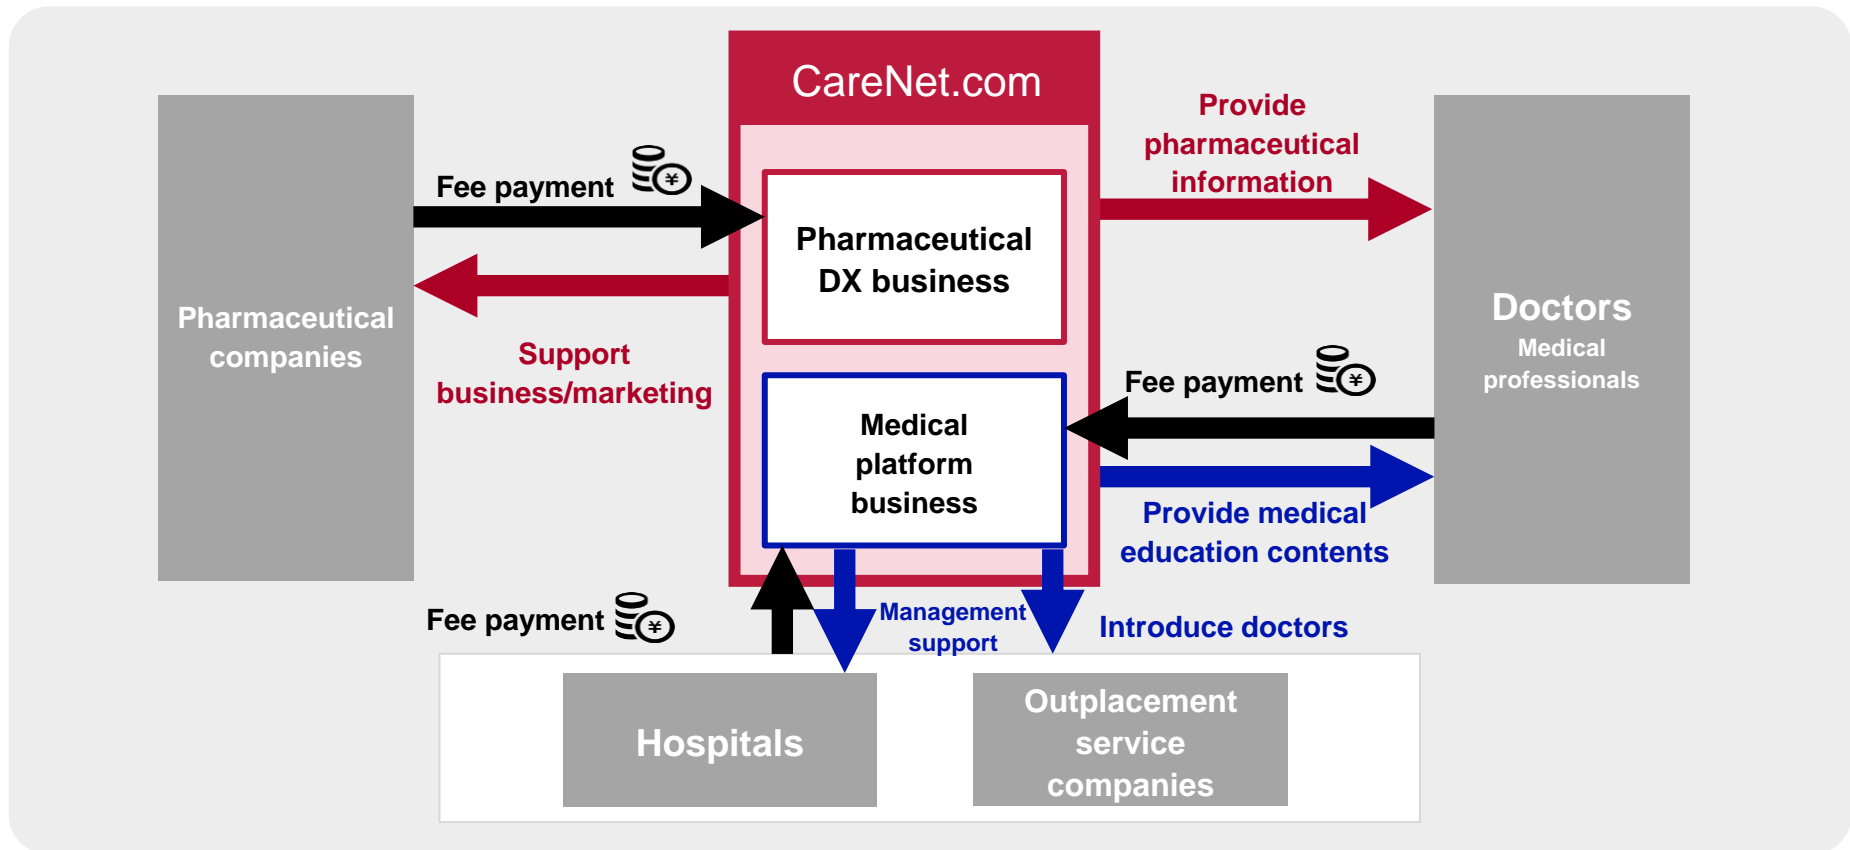 CareNet.com
Pharmaceutical
companies
Fee payment
¥
Support
business/marketing
Pharmaceutical
DX business
Medical
platform
business
Provide
pharmaceutical
information
Doctors
Medical
professionals
Fee payment
¥
Provide medical
education contents
Fee payment
¥
Management
support
Introduce doctors
Hospitals
Outplacement
service
companies